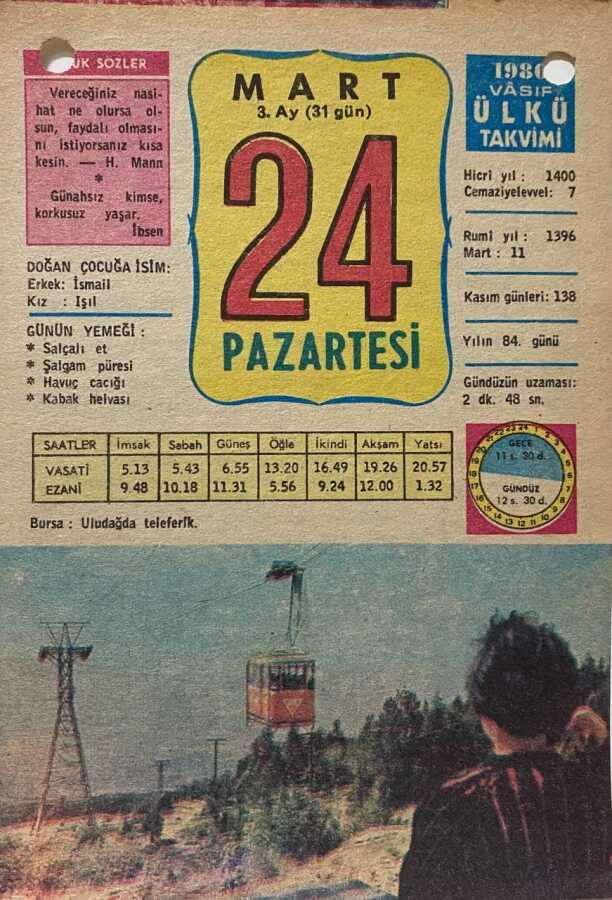 UK SÖZLER
Vereceğiniz nasi-
hat ne olursa ol-
sun, faydalı olması-
nı istiyorsanız kısa
kesin. — H. Mann
*
Günahsız kimse,
korkusuz yaşar.
İbsen
DOĞAN ÇOCUĞA İSİM:
Erkek: İsmail
Kız : Işıl
GÜNÜN YEMEĞİ :
* Salçalı et
* Şalgam püresi
* Havuç cacığı
* Kabak helvası
MART
3. Ay (31 gün)
24
PAZARTESİ
1980
VÂSIF
ÜLKÜ
TAKVİMİ
Hicri yıl : 1400
Cemaziyelevvel: 7
Rumî yıl : 1396
Mart : 11
Kasım günleri: 138
Yılın 84. günü
Gündüzün uzaması:
2 dk. 48 sn.
SAATLER İmsak Sabah Güneş Öğle İkindi Akşam Yatsı
VASATİ 5.13 5.43 6.55 13.20 16.49 19.26 20.57
EZANİ 9.48 10.18 11.31 5.56 9.24 12.00 1.32
GECE
11 s. 30 d.
GÜNDÜZ
12 s. 30 d.
Bursa : Uludağda teleferik.